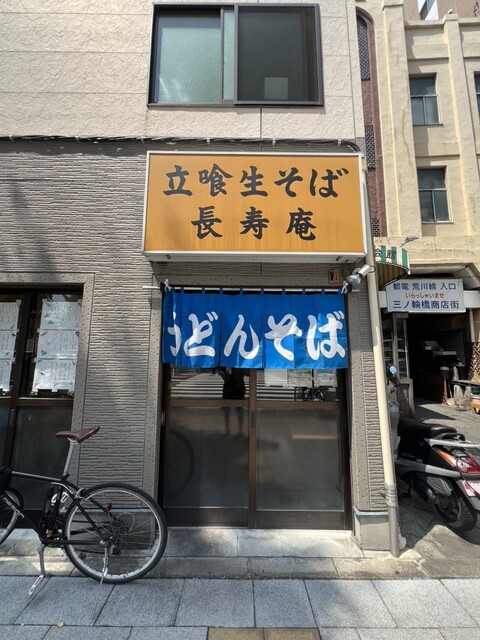 立喰生そば
長寿庵
うどんそば
都電 荒川線 入口
いらっしゃいませ
三ノ輪橋商店街